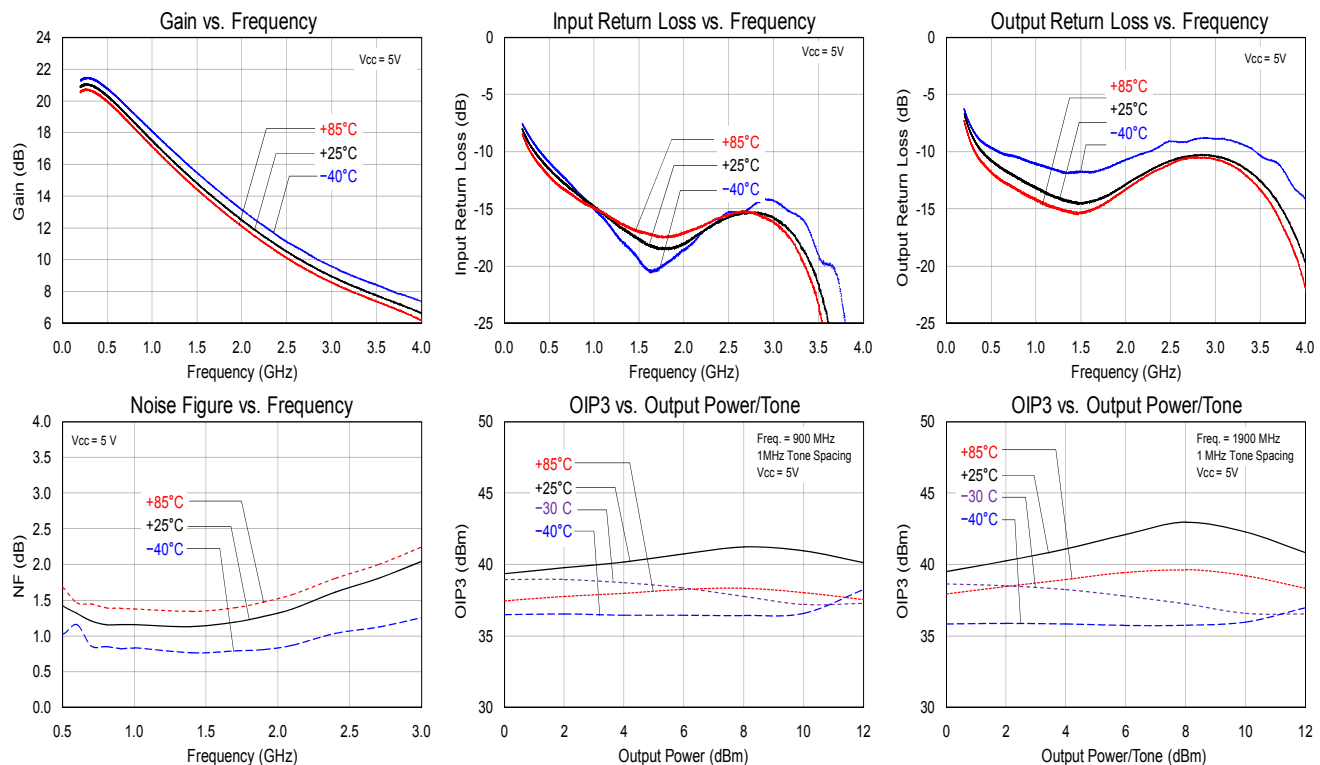 Gain vs. Frequency
24
22
20
18
16
14
12
10
8
6
Gain (dB)
Vcc = 5V
+85°C
+25°C
−40°C
0.0 0.5 1.0 1.5 2.0 2.5 3.0 3.5 4.0
Frequency (GHz)
Input Return Loss vs. Frequency
0
-5
-10
-15
-20
-25
Input Return Loss (dB)
Vcc = 5V
+85°C
+25°C
−40°C
0.0 0.5 1.0 1.5 2.0 2.5 3.0 3.5 4.0
Frequency (GHz)
Output Return Loss vs. Frequency
0
-5
-10
-15
-20
-25
Output Return Loss (dB)
Vcc = 5V
+85°C
+25°C
−40°C
0.0 0.5 1.0 1.5 2.0 2.5 3.0 3.5 4.0
Frequency (GHz)
Noise Figure vs. Frequency
4.0
3.5
3.0
2.5
2.0
1.5
1.0
0.5
0.0
NF (dB)
Vcc = 5 V
+85°C
+25°C
−40°C
0.5 1.0 1.5 2.0 2.5 3.0
Frequency (GHz)
OIP3 vs. Output Power/Tone
50
45
40
35
30
OIP3 (dBm)
Freq. = 900 MHz
1MHz Tone Spacing
Vcc = 5V
+85°C
+25°C
−30 C
−40°C
0 2 4 6 8 10 12
Output Power (dBm)
OIP3 vs. Output Power/Tone
50
45
40
35
30
OIP3 (dBm)
Freq. = 1900 MHz
1 MHz Tone Spacing
Vcc = 5V
+85°C
+25°C
−30 C
−40°C
0 2 4 6 8 10 12
Output Power/Tone (dBm)